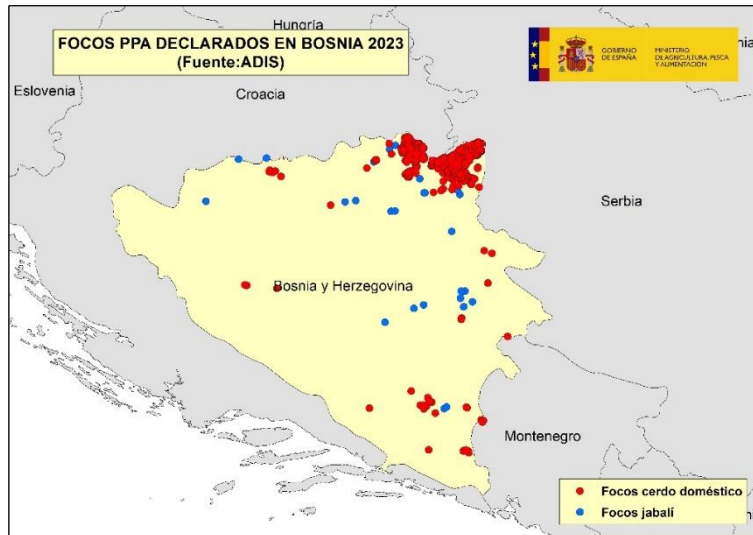 Hungría
FOCOS PPA DECLARADOS EN BOSNIA 2023
(Fuente:ADIS)
GOBIERNO
DE ESPAÑA
MINISTERIO
DE AGRICULTURA, PESCA
Y ALIMENTACIÓN
Eslovenia
Croacia
Serbia
Bosnia y Herzegovina
Montenegro
Focos cerdo doméstico
Focos jabalí